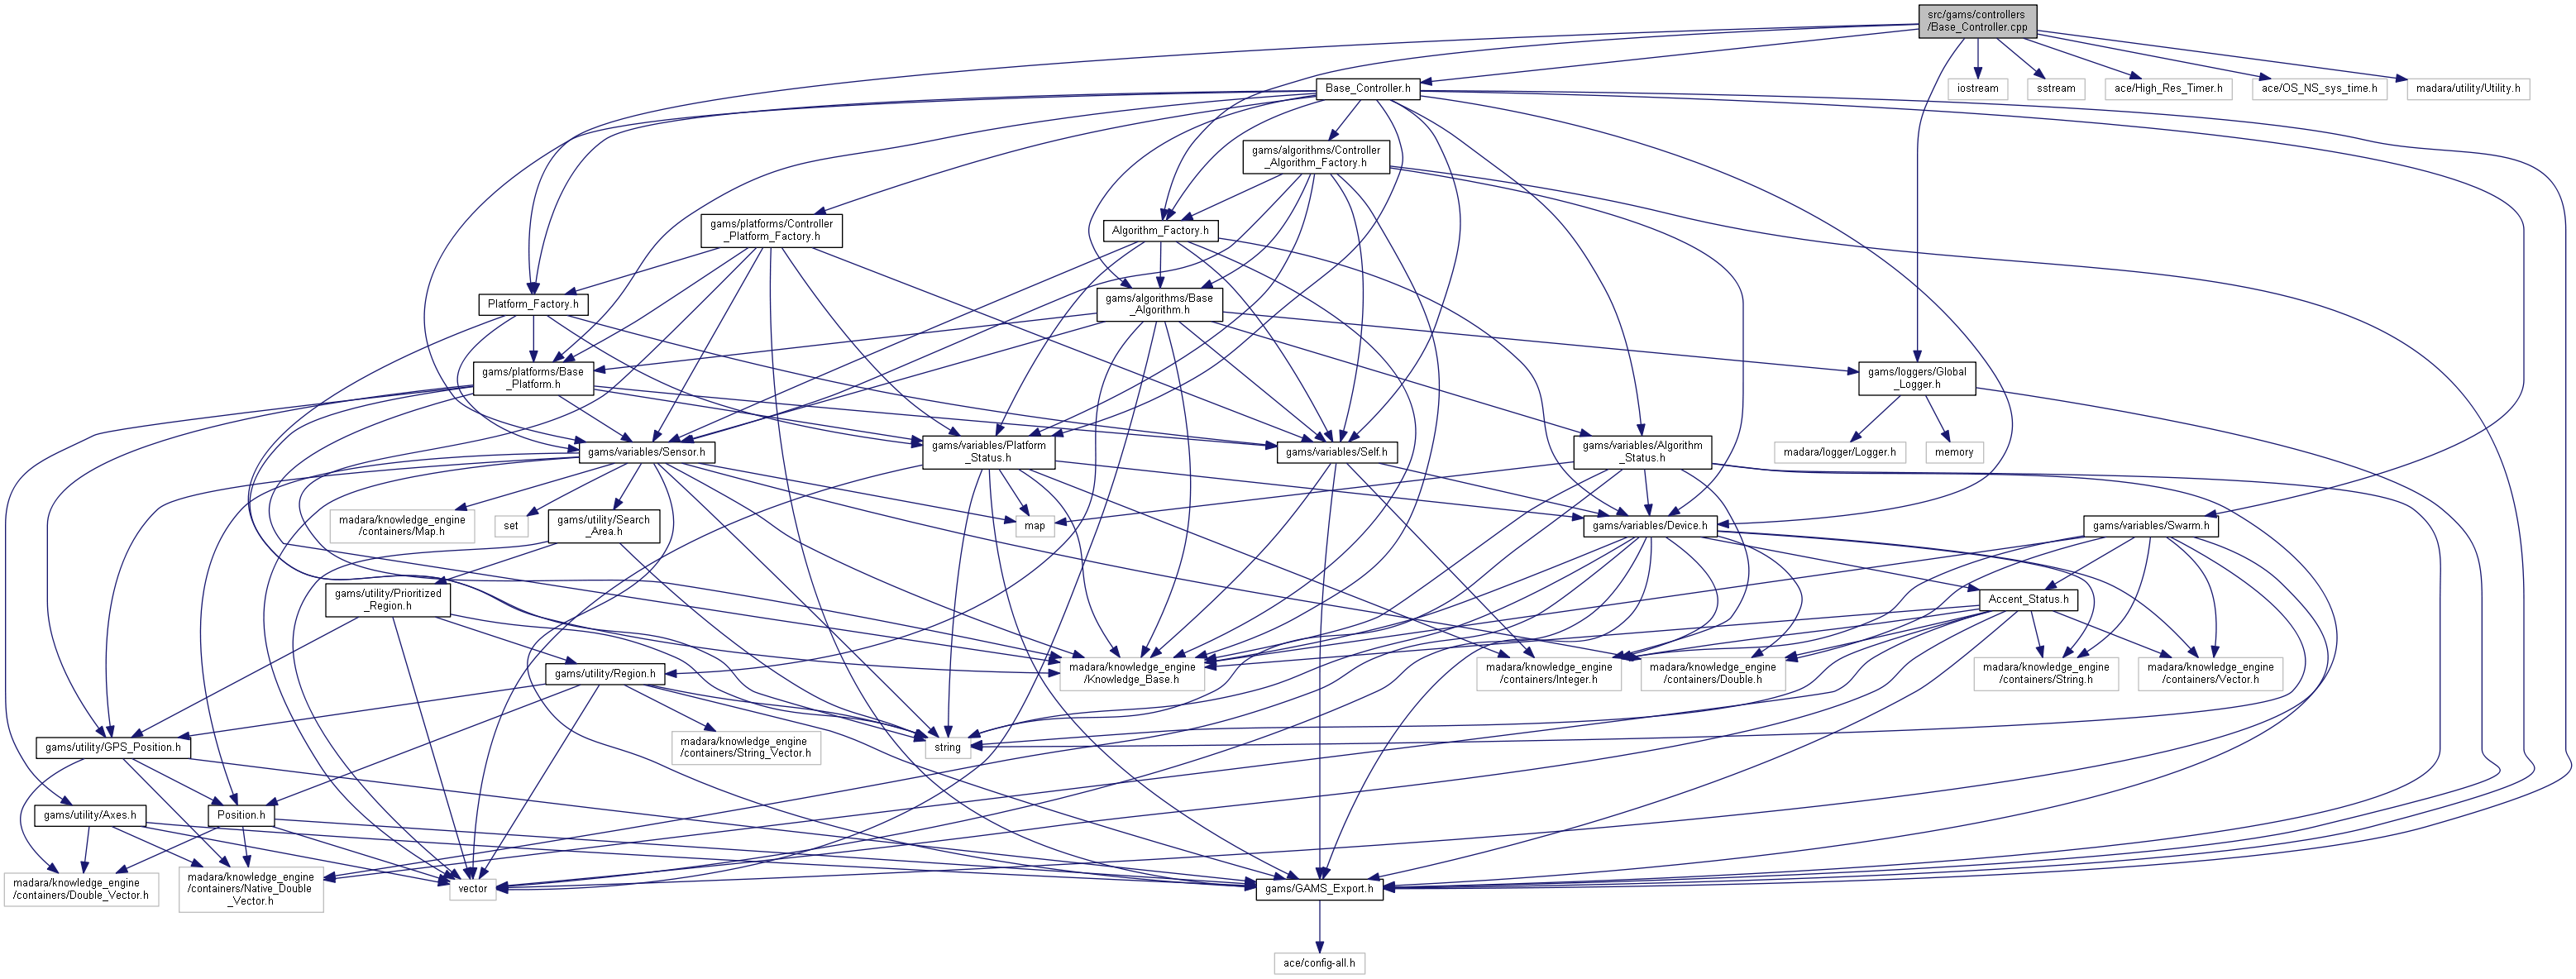 src/gams/controllers
/Base_Controller.cpp
Base_Controller.h
iostream
sstream
ace/High_Res_Timer.h
ace/OS_NS_sys_time.h
madara/utility/Utility.h
gams/algorithms/Controller
_Algorithm_Factory.h
gams/platforms/Controller
_Platform_Factory.h
Algorithm_Factory.h
Platform_Factory.h
gams/algorithms/Base
_Algorithm.h
gams/platforms/Base
_Platform.h
gams/loggers/Global
_Logger.h
gams/variables/Sensor.h
gams/variables/Platform
_Status.h
gams/variables/Self.h
gams/variables/Algorithm
_Status.h
madara/logger/Logger.h
memory
madara/knowledge_engine
/containers/Map.h
set
gams/utility/Search
_Area.h
map
gams/variables/Device.h
gams/variables/Swarm.h
gams/utility/Prioritized
_Region.h
Accent_Status.h
gams/utility/Region.h
madara/knowledge_engine
/Knowledge_Base.h
madara/knowledge_engine
/containers/Integer.h
madara/knowledge_engine
/containers/Double.h
madara/knowledge_engine
/containers/String.h
madara/knowledge_engine
/containers/Vector.h
gams/utility/GPS_Position.h
madara/knowledge_engine
/containers/String_Vector.h
string
gams/utility/Axes.h
Position.h
madara/knowledge_engine
/containers/Double_Vector.h
madara/knowledge_engine
/containers/Native_Double
_Vector.h
vector
gams/GAMS_Export.h
ace/config-all.h